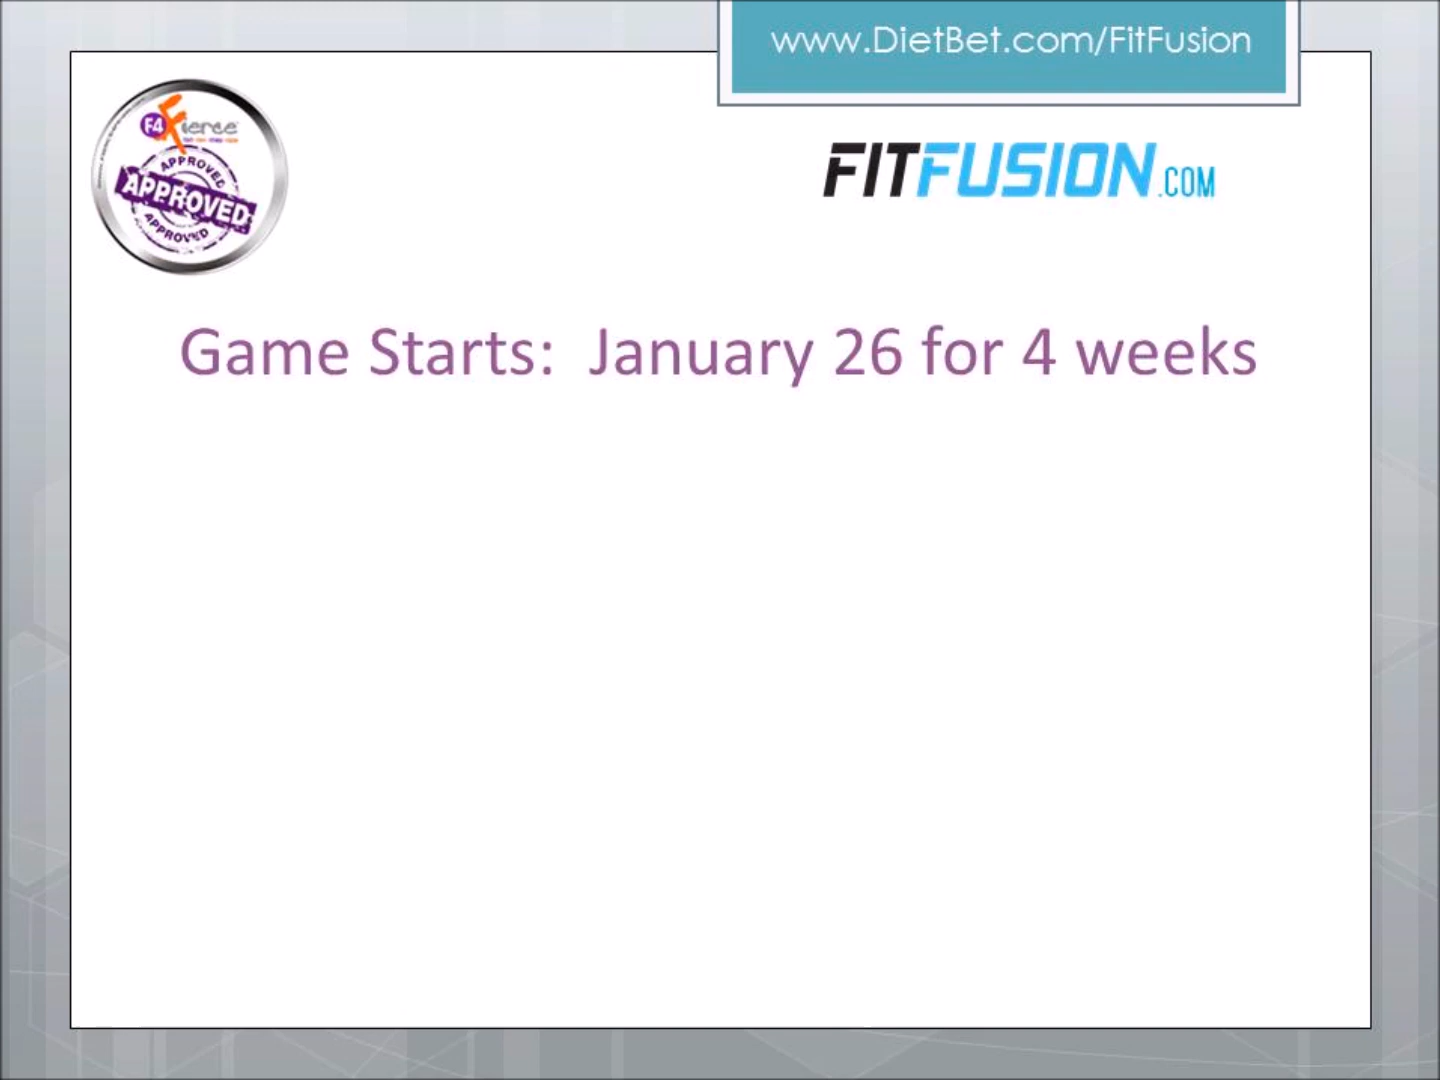 www.DietBet.com/FitFusion
F4
Fierce
APPROVED
APPROVED
APPROVED
FITFUSION.COM
Game Starts: January 26 for 4 weeks